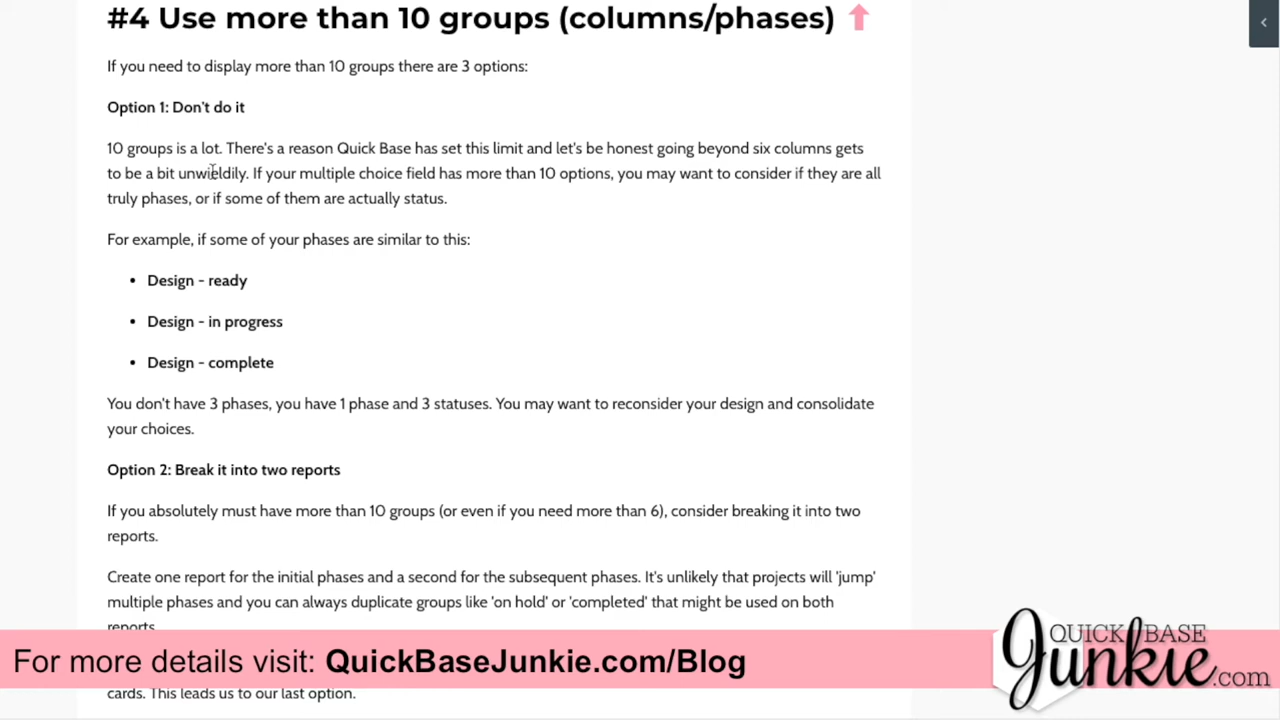 #4 Use more than 10 groups (columns/phases)
If you need to display more than 10 groups there are 3 options:
Option 1: Don't do it
10 groups is a lot. There's a reason Quick Base has set this limit and let's be honest going beyond six columns gets
to be a bit unwieldily. If your multiple choice field has more than 10 options, you may want to consider if they are all
truly phases, or if some of them are actually status.
For example, if some of your phases are similar to this:
• Design - ready
• Design - in progress
• Design - complete
You don't have 3 phases, you have 1 phase and 3 statuses. You may want to reconsider your design and consolidate
your choices.
Option 2: Break it into two reports
If you absolutely must have more than 10 groups (or even if you need more than 6), consider breaking it into two
reports.
Create one report for the initial phases and a second for the subsequent phases. It's unlikely that projects will 'jump'
multiple phases and you can always duplicate groups like 'on hold' or 'completed' that might be used on both
reports.
For more details visit: QuickBaseJunkie.com/Blog
QUICK BASE
Junkie.com
cards. This leads us to our last option.